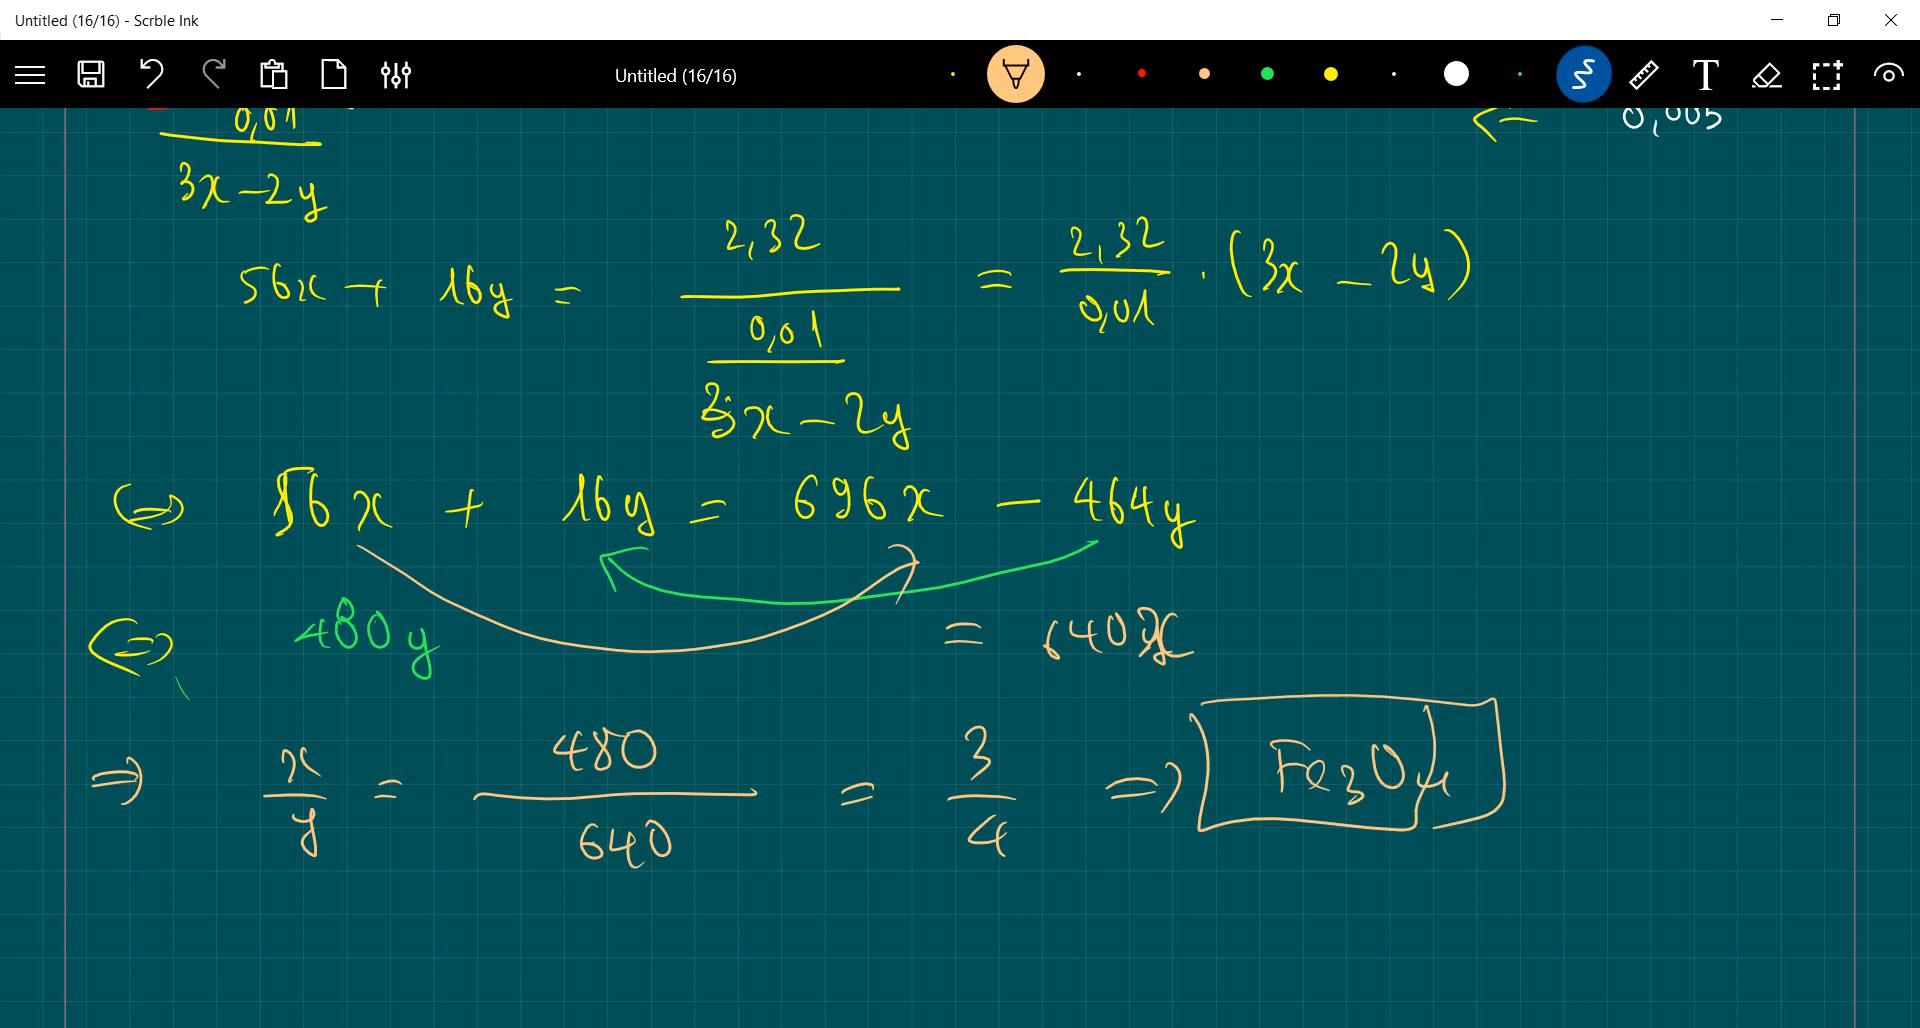 Untitled (16/16) - Scrble Ink
Untitled (16/16)
T
0,01
0,005
3x - 2y
56x + 16y = 2,32 / (0,01 / (3x - 2y)) = 2,32 / 0,01 . (3x - 2y)
⇔ 56x + 16y = 696x - 464y
⇔ 480y = 640x
⇒ x / y = 480 / 640 = 3 / 4 ⇒ Fe3O4